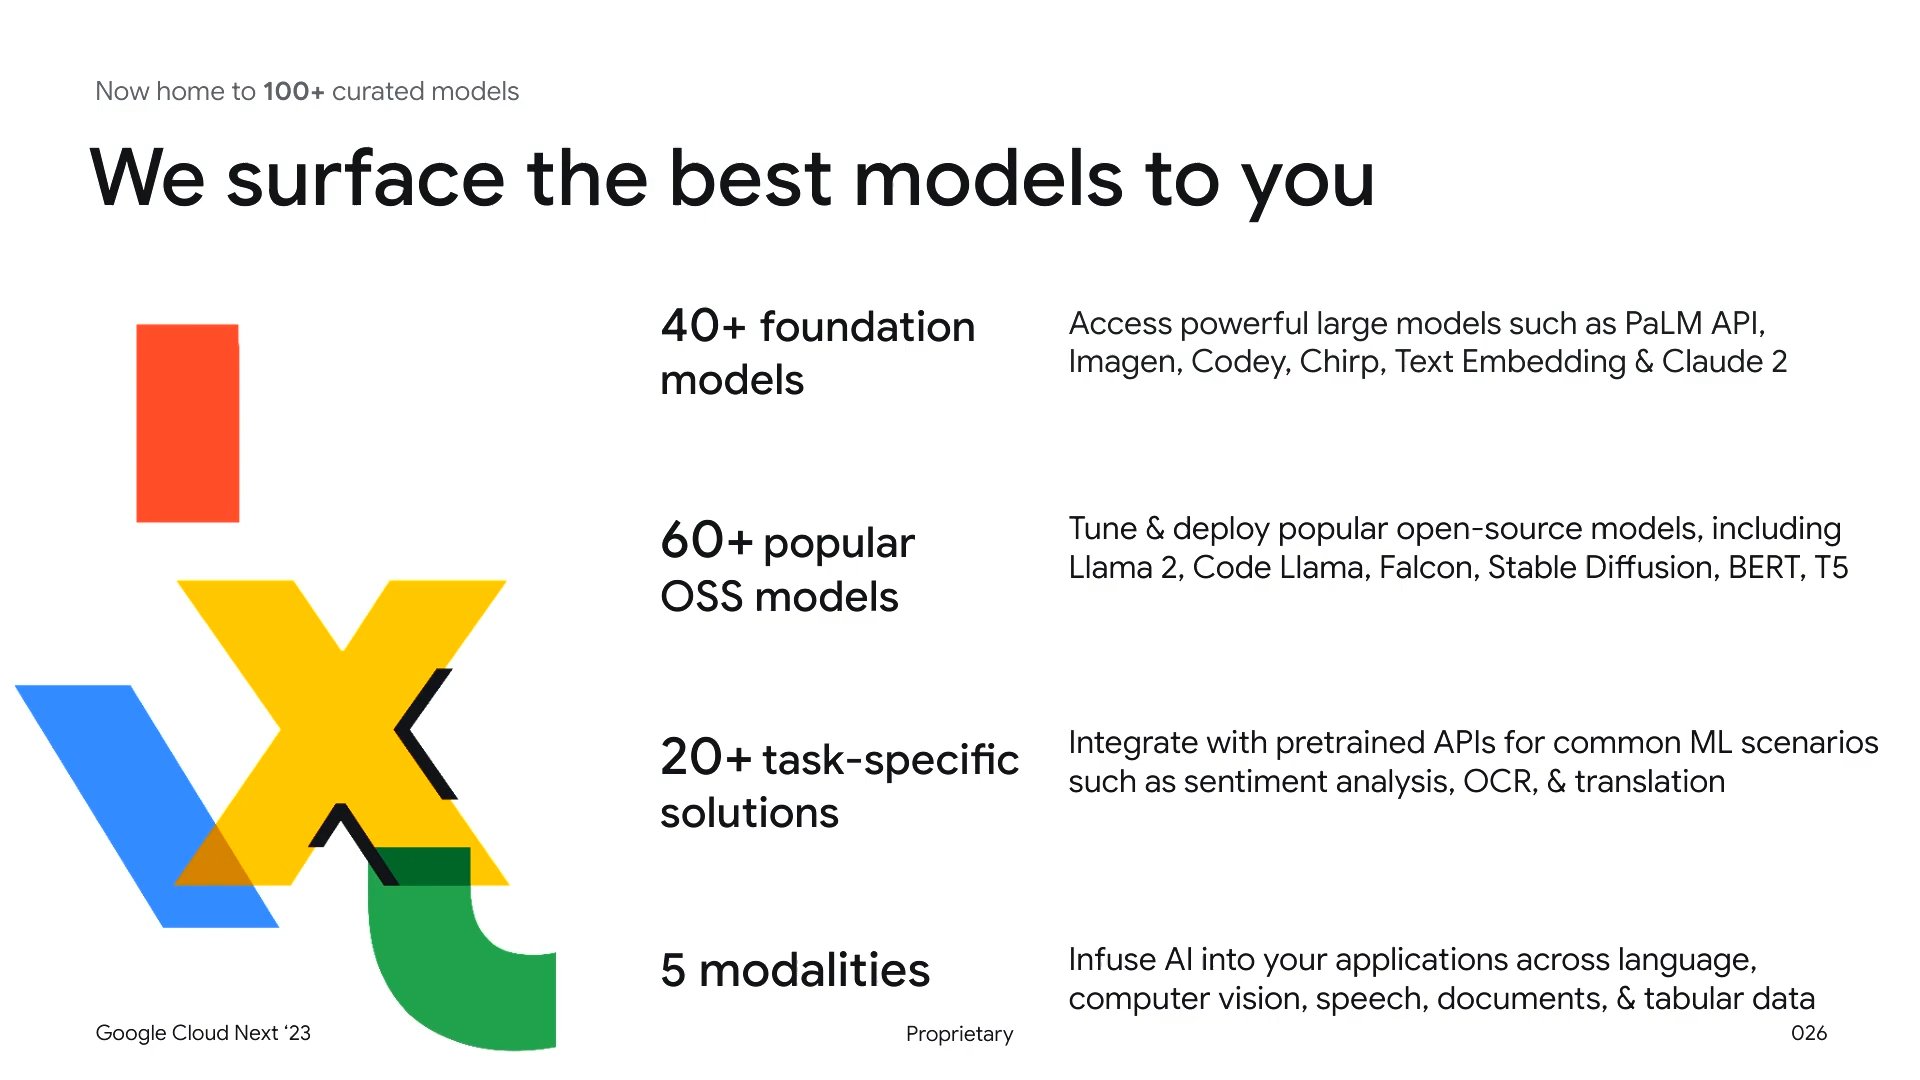 Now home to 100+ curated models
We surface the best models to you
40+ foundation
models
Access powerful large models such as PaLM API,
Imagen, Codey, Chirp, Text Embedding & Claude 2
60+ popular
OSS models
Tune & deploy popular open-source models, including
Llama 2, Code Llama, Falcon, Stable Diffusion, BERT, T5
20+ task-specific
solutions
Integrate with pretrained APIs for common ML scenarios
such as sentiment analysis, OCR, & translation
5 modalities
Infuse AI into your applications across language,
computer vision, speech, documents, & tabular data
Google Cloud Next ‘23
Proprietary
026